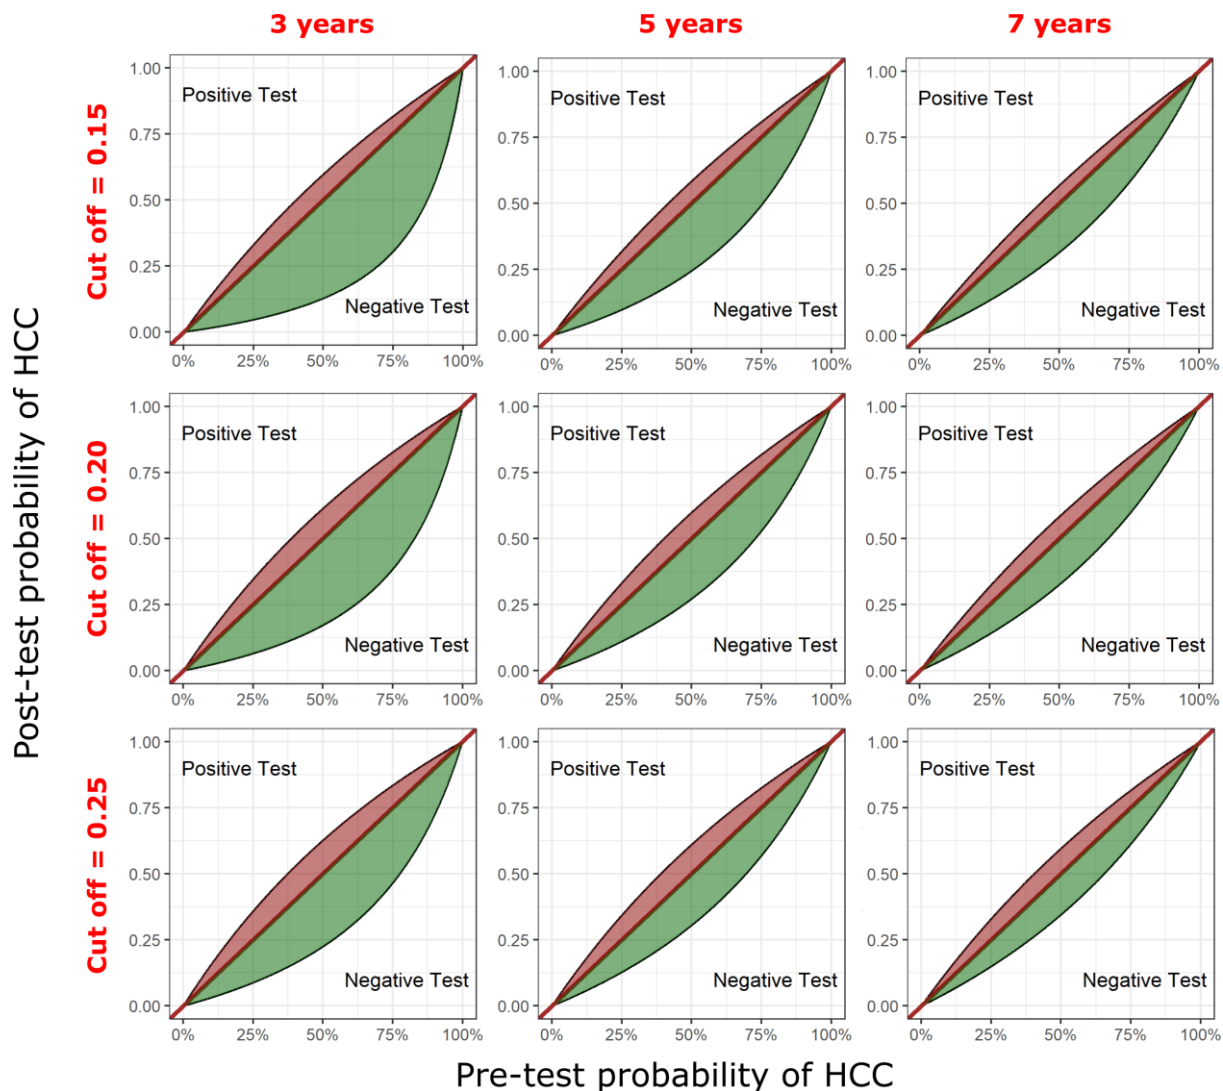 3 years 5 years 7 years
Post-test probability of HCC
Cut off = 0.15
1.00
0.75
0.50
0.25
0.00
Positive Test
Negative Test
0% 25% 50% 75% 100%
1.00
0.75
0.50
0.25
0.00
Positive Test
Negative Test
0% 25% 50% 75% 100%
1.00
0.75
0.50
0.25
0.00
Positive Test
Negative Test
0% 25% 50% 75% 100%
Cut off = 0.20
1.00
0.75
0.50
0.25
0.00
Positive Test
Negative Test
0% 25% 50% 75% 100%
1.00
0.75
0.50
0.25
0.00
Positive Test
Negative Test
0% 25% 50% 75% 100%
1.00
0.75
0.50
0.25
0.00
Positive Test
Negative Test
0% 25% 50% 75% 100%
Cut off = 0.25
1.00
0.75
0.50
0.25
0.00
Positive Test
Negative Test
0% 25% 50% 75% 100%
1.00
0.75
0.50
0.25
0.00
Positive Test
Negative Test
0% 25% 50% 75% 100%
1.00
0.75
0.50
0.25
0.00
Positive Test
Negative Test
0% 25% 50% 75% 100%
Pre-test probability of HCC